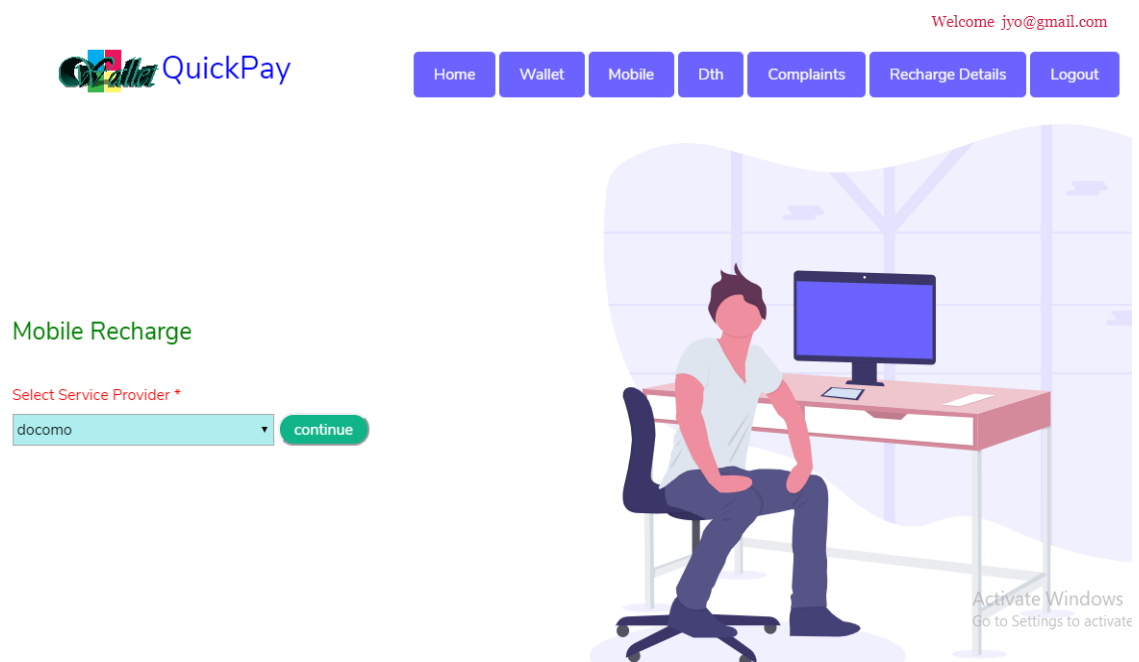 Welcome jyo@gmail.com
QuickPay
Home Wallet Mobile Dth Complaints Recharge Details Logout
Mobile Recharge
Select Service Provider *
docomo continue
Activate Windows
Go to Settings to activate